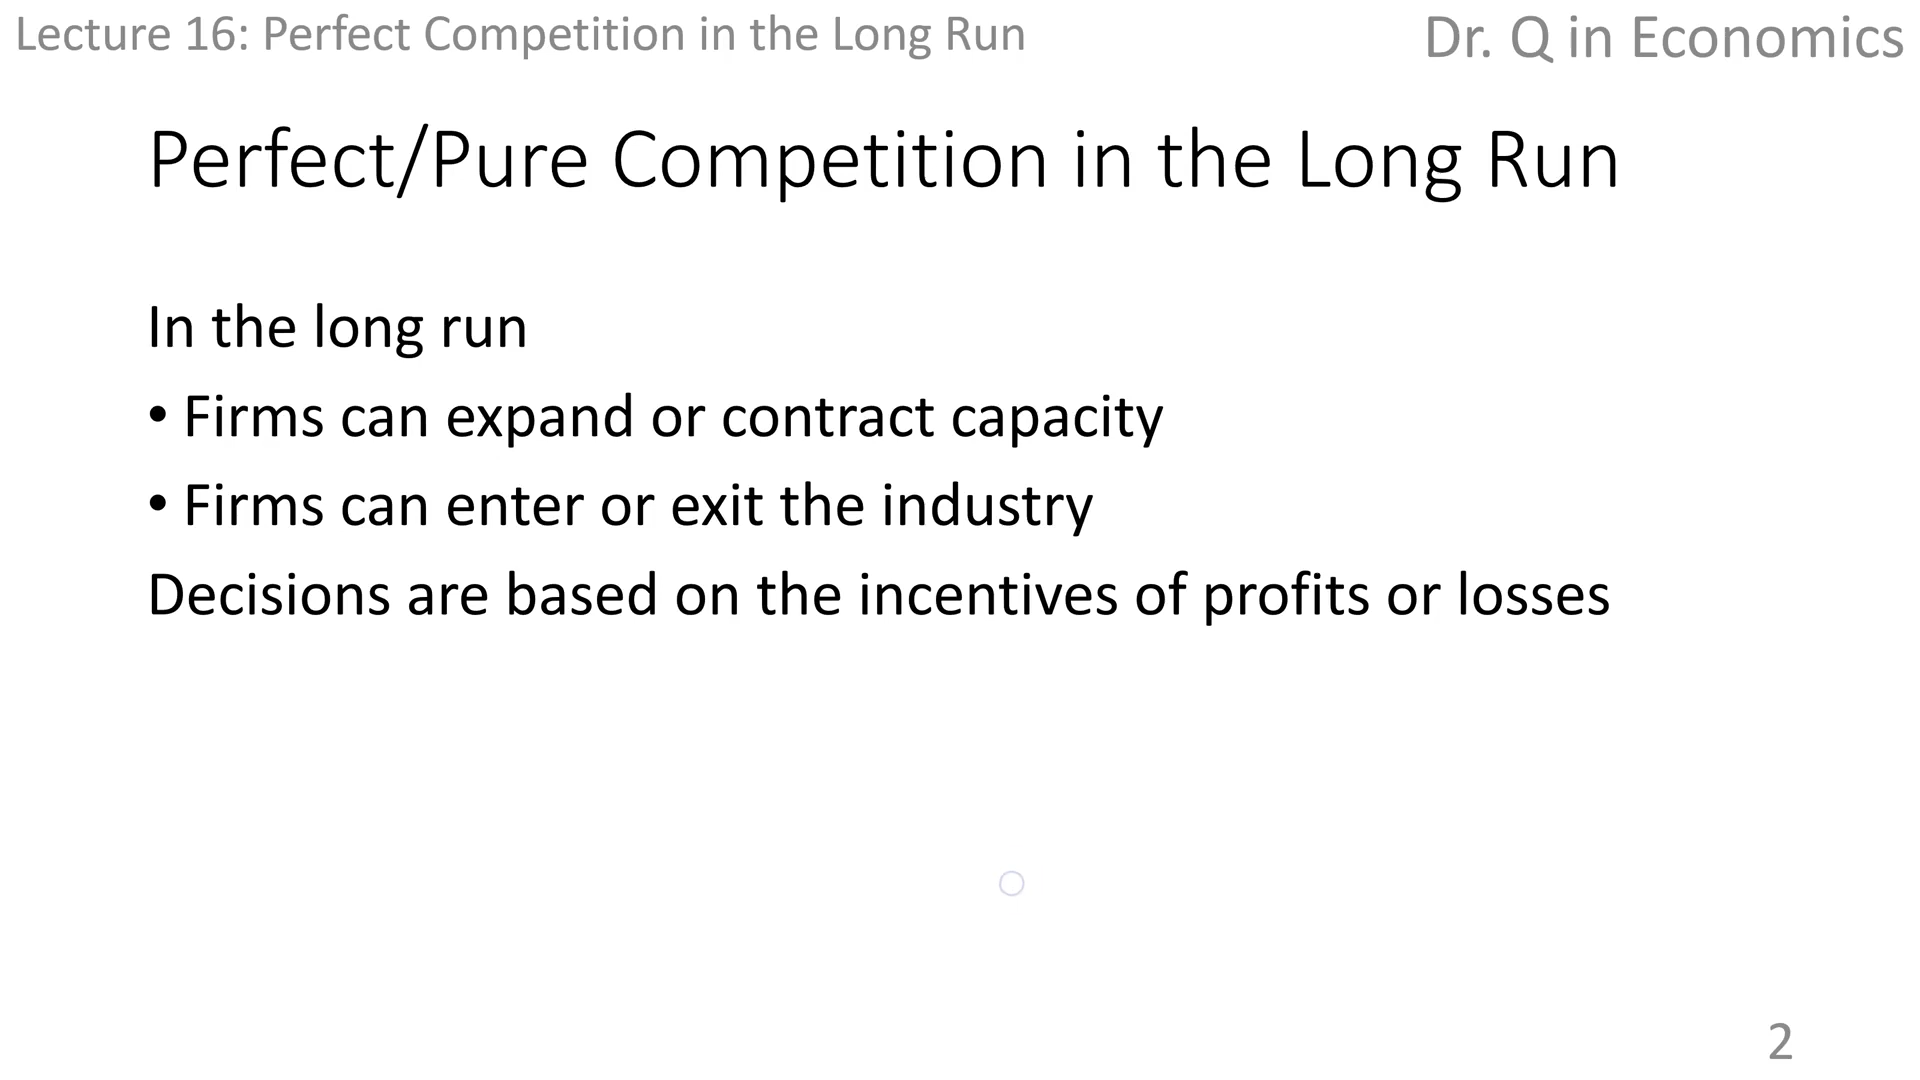 Lecture 16: Perfect Competition in the Long Run
Dr. Q in Economics
Perfect/Pure Competition in the Long Run
In the long run
• Firms can expand or contract capacity
• Firms can enter or exit the industry
Decisions are based on the incentives of profits or losses
2